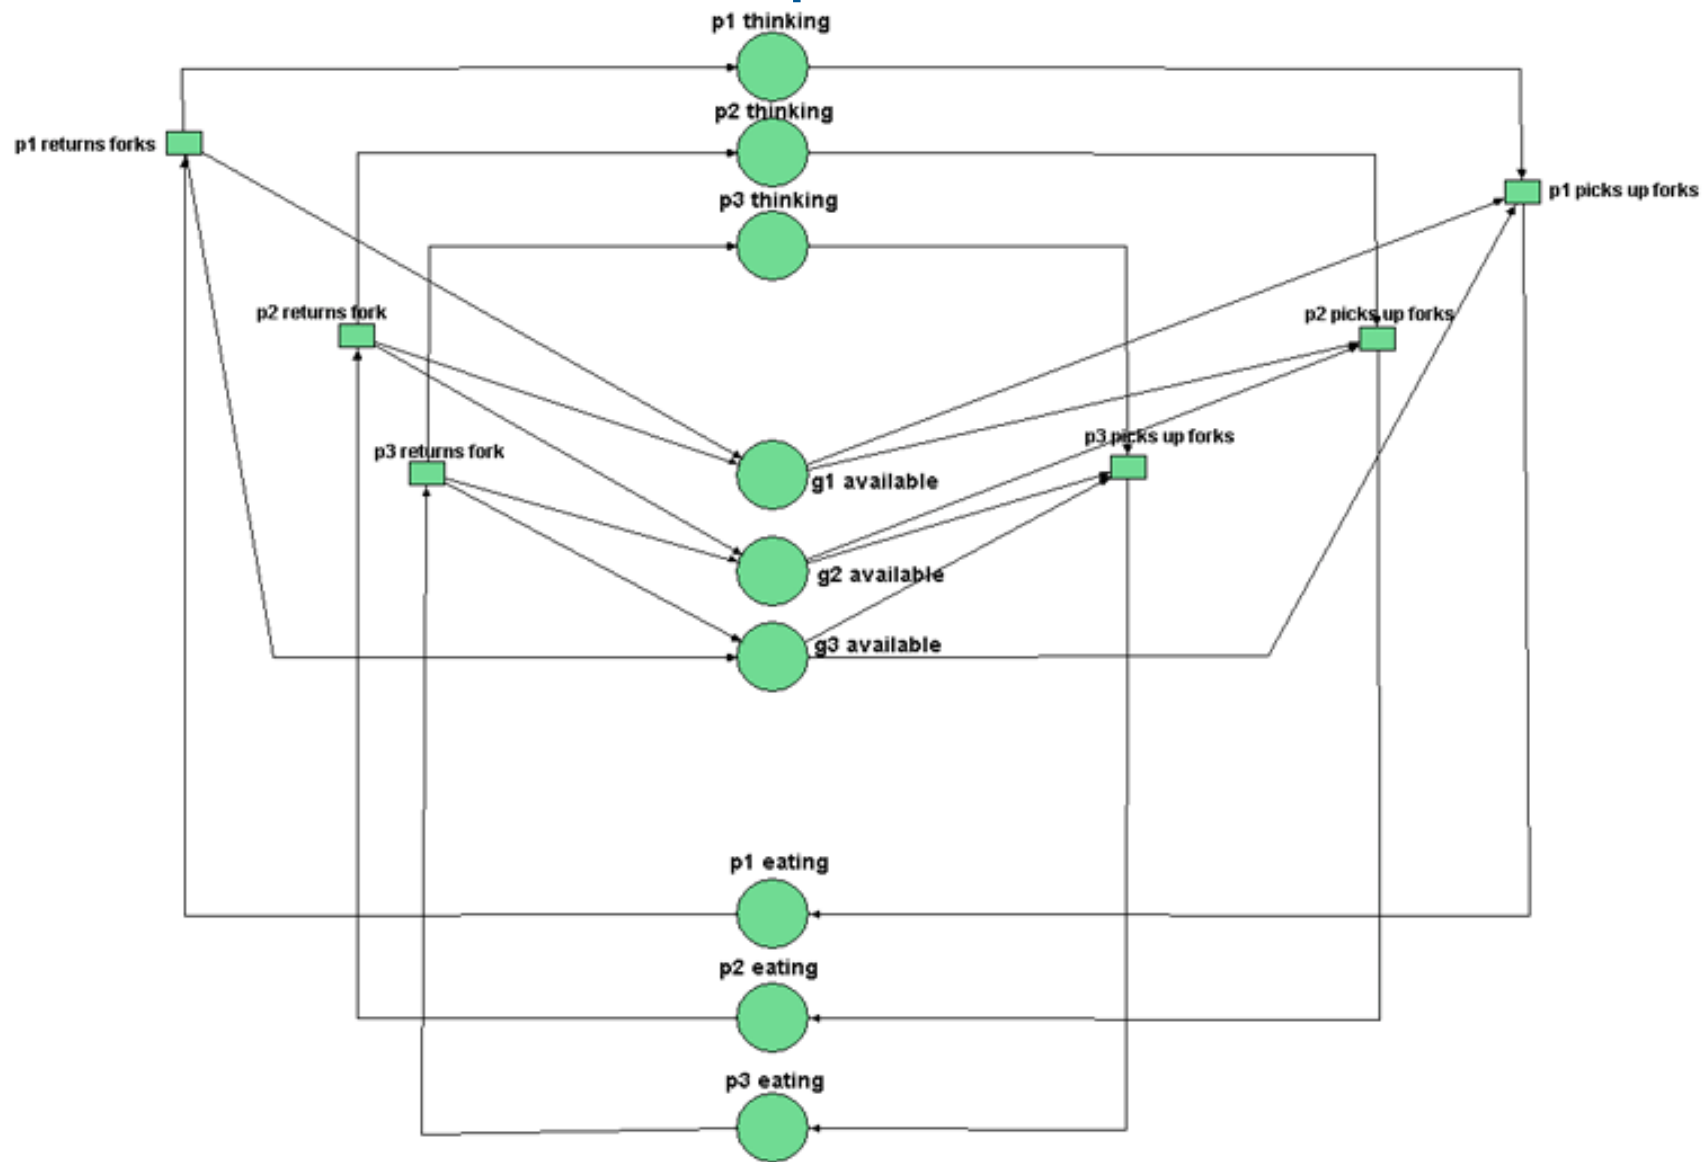 p1 thinking
p2 thinking
p1 returns forks
p1 picks up forks
p3 thinking
p2 returns fork
p2 picks up forks
p3 returns fork
p3 picks up forks
g1 available
g2 available
g3 available
p1 eating
p2 eating
p3 eating